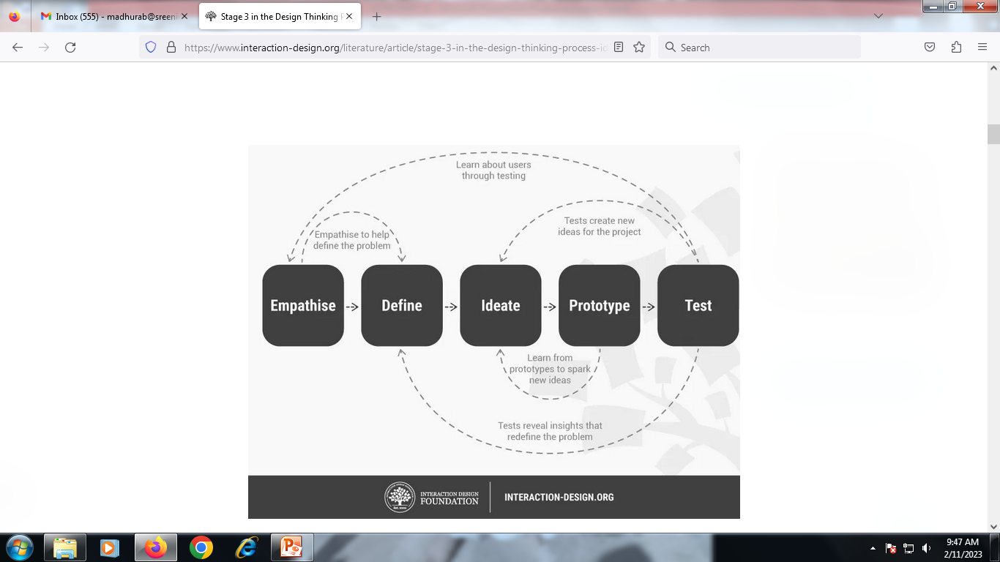 Inbox (555) - madhurab@sreeni
Stage 3 in the Design Thinking P
https://www.interaction-design.org/literature/article/stage-3-in-the-design-thinking-process-id
Search
Learn about users
through testing
Tests create new
ideas for the project
Empathise to help
define the problem
Empathise
Define
Ideate
Prototype
Test
Learn from
prototypes to spark
new ideas
Tests reveal insights that
redefine the problem
INTERACTION DESIGN
FOUNDATION
INTERACTION-DESIGN.ORG
9:47 AM
2/11/2023